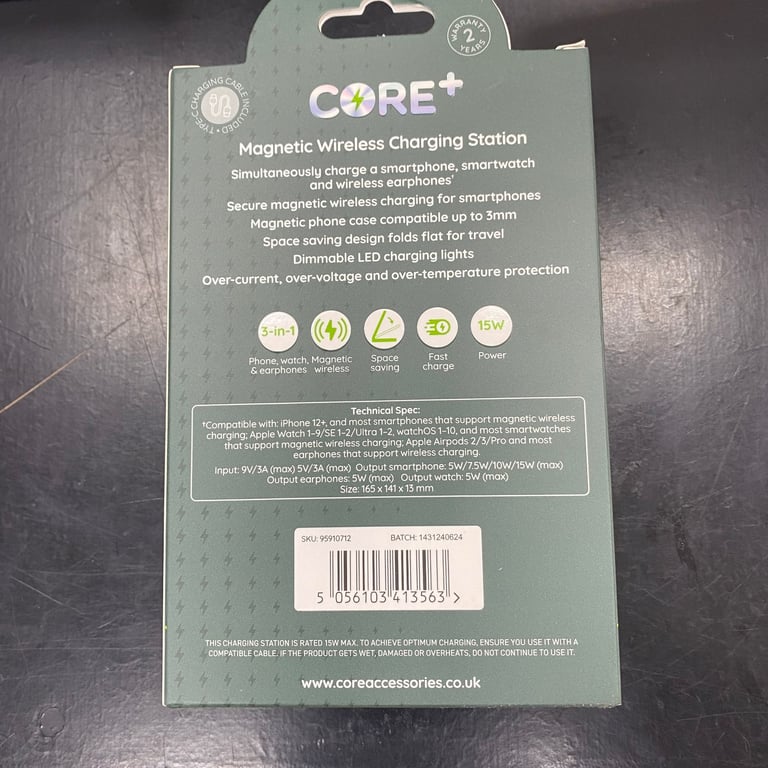 WARRANTY 2 YEARS
TYPE-C CHARGING CABLE INCLUDED •
CORE+
Magnetic Wireless Charging Station
Simultaneously charge a smartphone, smartwatch
and wireless earphones†
Secure magnetic wireless charging for smartphones
Magnetic phone case compatible up to 3mm
Space saving design folds flat for travel
Dimmable LED charging lights
Over-current, over-voltage and over-temperature protection
3-in-1
15W
Phone, watch, & earphones
Magnetic wireless
Space saving
Fast charge
Power
Technical Spec:
†Compatible with: iPhone 12+, and most smartphones that support magnetic wireless
charging; Apple Watch 1-9/SE 1-2/Ultra 1-2, watchOS 1-10, and most smartwatches
that support magnetic wireless charging; Apple Airpods 2/3/Pro and most
earphones that support wireless charging.
Input: 9V/3A (max) 5V/3A (max) Output smartphone: 5W/7.5W/10W/15W (max)
Output earphones: 5W (max) Output watch: 5W (max)
Size: 165 x 141 x 13 mm
SKU: 95910712 BATCH: 1431240624
5 056103 413563 >
THIS CHARGING STATION IS RATED 15W MAX. TO ACHIEVE OPTIMUM CHARGING, ENSURE YOU USE IT WITH A
COMPATIBLE CABLE. IF THE PRODUCT GETS WET, DAMAGED OR OVERHEATS, DO NOT CONTINUE TO USE IT.
www.coreaccessories.co.uk